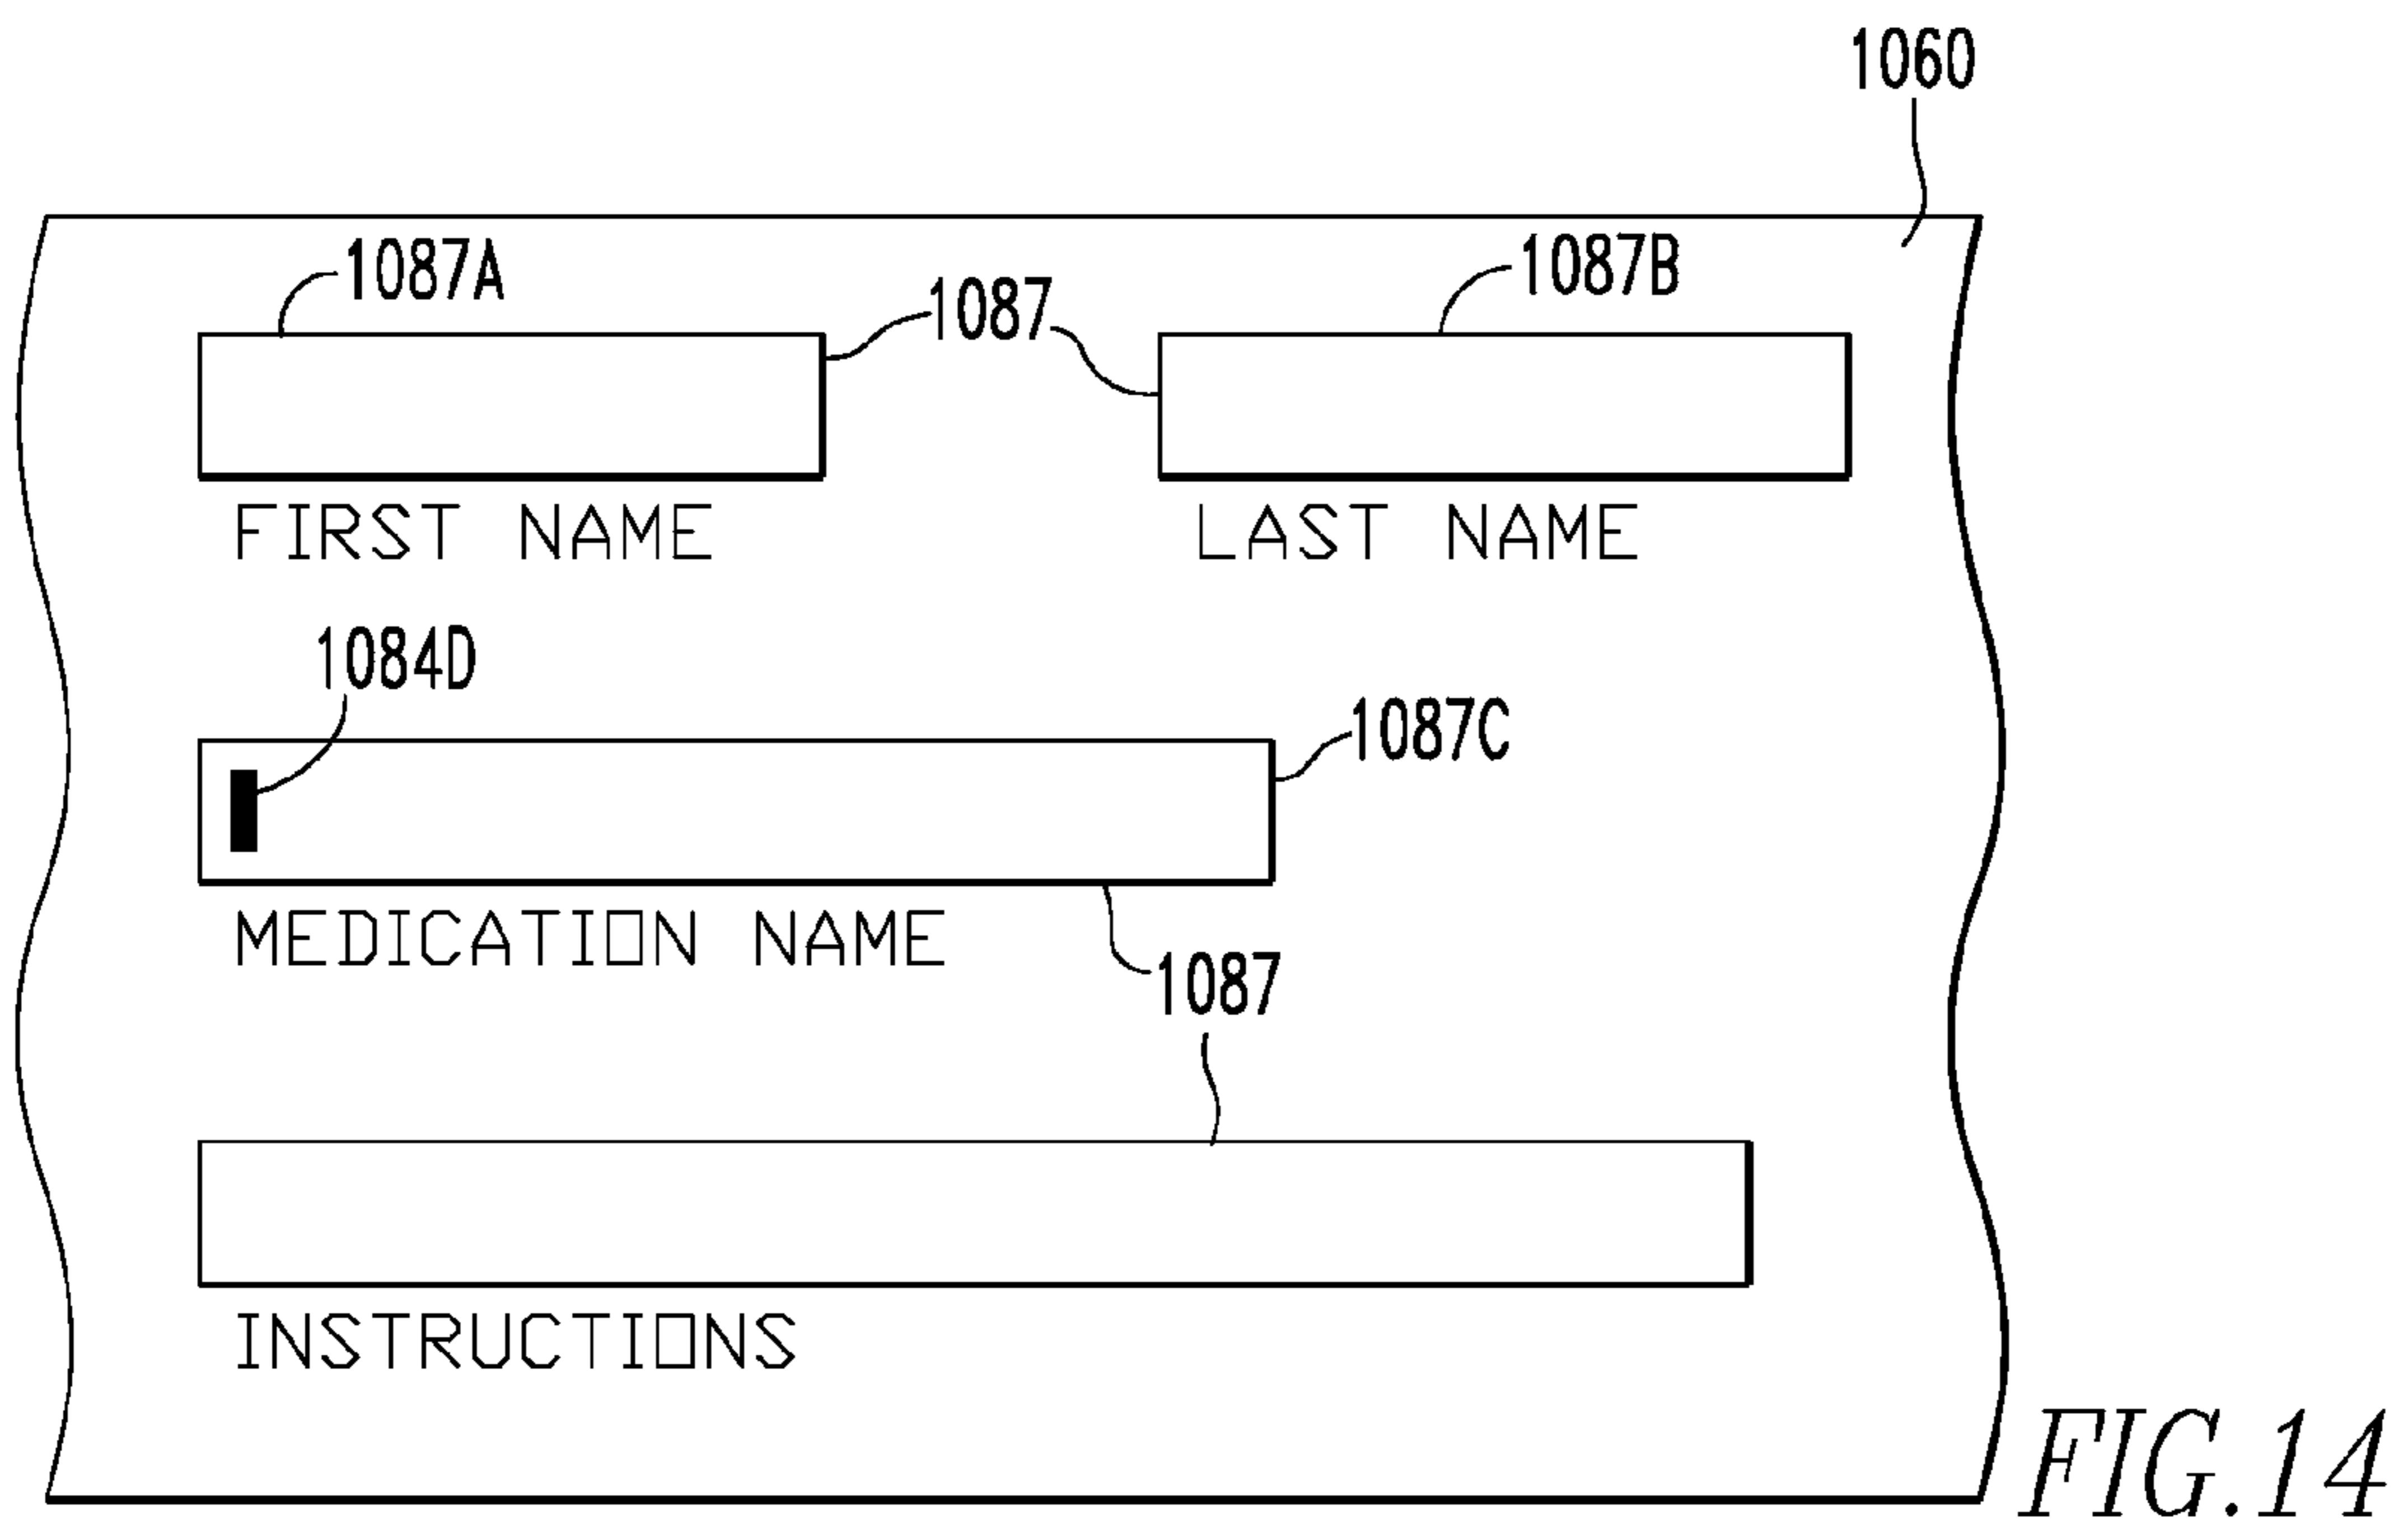 1060
1087A 1087 1087B
FIRST NAME LAST NAME
1084D
1087C
MEDICATION NAME
1087
INSTRUCTIONS
FIG.14